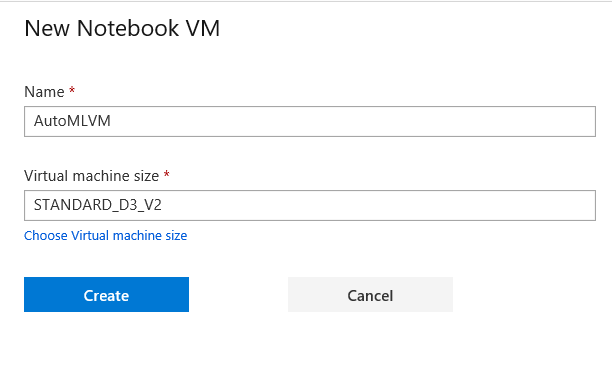 New Notebook VM
Name *
AutoMLVM
Virtual machine size *
STANDARD_D3_V2
Choose Virtual machine size
Create Cancel